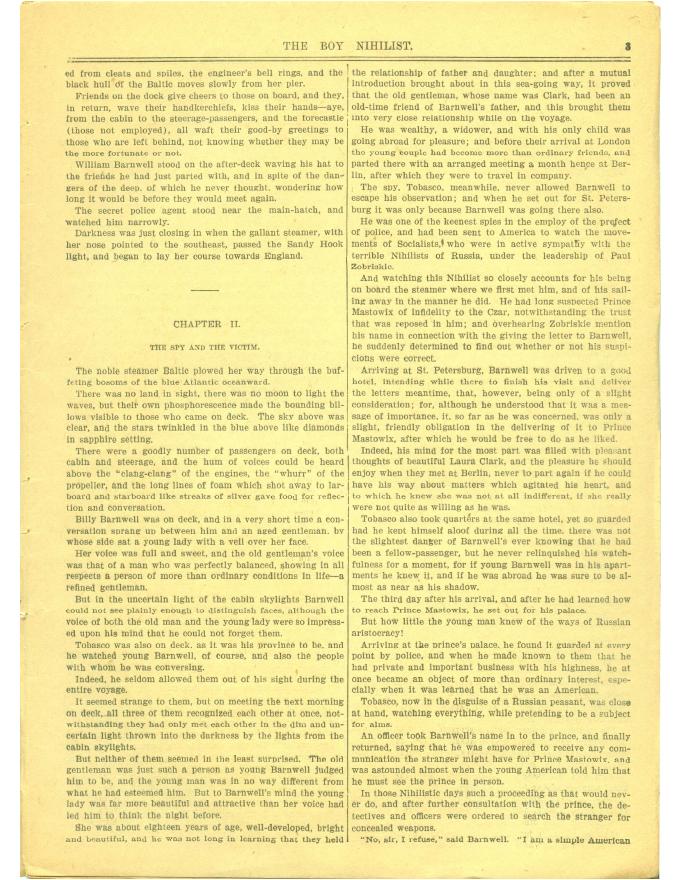 THE BOY NIHILIST.
3
ed from cleats and spiles, the engineer's bell rings, and the
black hull of the Baltic moves slowly from her pier.
Friends on the dock give cheers to those on board, and they,
in return, wave their handkerchiefs, kiss their hands—aye,
from the cabin to the steerage-passengers, and the forecastle
(those not employed), all waft their good-by greetings to
those who are left behind, not knowing whether they may be
the more fortunate or not.
William Barnwell stood on the after-deck waving his hat to
the friends he had just parted with, and in spite of the dan-
gers of the deep, of which he never thought, wondering how
long it would be before they would meet again.
The secret police agent stood near the main-hatch, and
watched him narrowly.
Darkness was just closing in when the gallant steamer, with
her nose pointed to the southeast, passed the Sandy Hook
light, and began to lay her course towards England.
CHAPTER II.
THE SPY AND THE VICTIM.
The noble steamer Baltic plowed her way through the buf-
feting bosoms of the blue Atlantic oceanward.
There was no land in sight, there was no moon to light the
waves, but their own phosphorescence made the bounding bil-
lows visible to those who came on deck. The sky above was
clear, and the stars twinkled in the blue above like diamonds
in sapphire setting.
There were a goodly number of passengers on deck, both
cabin and steerage, and the hum of voices could be heard
above the "clang-clang" of the engines, the "whurr" of the
propeller, and the long lines of foam which shot away to lar-
board and starboard like streaks of silver gave food for reflec-
tion and conversation.
Billy Barnwell was on deck, and in a very short time a con-
versation sprang up between him and an aged gentleman, by
whose side sat a young lady with a veil over her face.
Her voice was full and sweet, and the old gentleman's voice
was that of a man who was perfectly balanced, showing in all
respects a person of more than ordinary conditions in life—a
refined gentleman.
But in the uncertain light of the cabin skylights Barnwell
could not see plainly enough to distinguish faces, although the
voice of both the old man and the young lady were so impress-
ed upon his mind that he could not forget them.
Tobasco was also on deck, as it was his province to be, and
he watched young Barnwell, of course, and also the people
with whom he was conversing.
Indeed, he seldom allowed them out of his sight during the
entire voyage.
It seemed strange to them, but on meeting the next morning
on deck, all three of them recognized each other at once, not-
withstanding they had only met each other in the dim and un-
certain light thrown into the darkness by the lights from the
cabin skylights.
But neither of them seemed in the least surprised. The old
gentleman was just such a person as young Barnwell judged
him to be, and the young man was in no way different from
what he had esteemed him. But to Barnwell's mind the young
lady was far more beautiful and attractive than her voice had
led him to think the night before.
She was about eighteen years of age, well-developed, bright
and beautiful, and he was not long in learning that they held
the relationship of father and daughter; and after a mutual
introduction brought about in this sea-going way, it proved
that the old gentleman, whose name was Clark, had been an
old-time friend of Barnwell's father, and this brought them
into very close relationship while on the voyage.
He was wealthy, a widower, and with his only child was
going abroad for pleasure; and before their arrival at London
the young couple had become more than ordinary friends, and
parted there with an arranged meeting a month hence at Ber-
lin, after which they were to travel in company.
The spy, Tobasco, meanwhile, never allowed Barnwell to
escape his observation; and when he set out for St. Peters-
burg it was only because Barnwell was going there also.
He was one of the keenest spies in the employ of the prefect
of police, and had been sent to America to watch the move-
ments of Socialists, who were in active sympathy with the
terrible Nihilists of Russia, under the leadership of Paul
Zobriskie.
And watching this Nihilist so closely accounts for his being
on board the steamer where we first met him, and of his sail-
ing away in the manner he did. He had long suspected Prince
Mastowix of infidelity to the Czar, notwithstanding the trust
that was reposed in him; and overhearing Zobriskie mention
his name in connection with the giving the letter to Barnwell,
he suddenly determined to find out whether or not his suspi-
cions were correct.
Arriving at St. Petersburg, Barnwell was driven to a good
hotel, intending while there to finish his visit and deliver
the letters meantime, that, however, being only of a slight
consideration; for, although he understood that it was a mes-
sage of importance, it, so far as he was concerned, was only a
slight, friendly obligation in the delivering of it to Prince
Mastowix, after which he would be free to do as he liked.
Indeed, his mind for the most part was filled with pleasant
thoughts of beautiful Laura Clark, and the pleasure he should
enjoy when they met at Berlin, never to part again if he could
have his way about matters which agitated his heart, and
to which he knew she was not at all indifferent, if she really
were not quite as willing as he was.
Tobasco also took quarters at the same hotel, yet so guarded
had he kept himself aloof during all the time, there was not
the slightest danger of Barnwell's ever knowing that he had
been a fellow-passenger, but he never relinquished his watch-
fulness for a moment, for if young Barnwell was in his apart-
ments he knew it, and if he was abroad he was sure to be al-
most as near as his shadow.
The third day after his arrival, and after he had learned how
to reach Prince Mastowix, he set out for his palace.
But how little the young man knew of the ways of Russian
aristocracy!
Arriving at the prince's palace, he found it guarded at every
point by police, and when he made known to them that he
had private and important business with his highness, he at
once became an object of more than ordinary interest, espe-
cially when it was learned that he was an American.
Tobasco, now in the disguise of a Russian peasant, was close
at hand, watching everything, while pretending to be a subject
for alms.
An officer took Barnwell's name in to the prince, and finally
returned, saying that he was empowered to receive any com-
munication the stranger might have for Prince Mastowix, and
was astounded almost when the young American told him that
he must see the prince in person.
In those Nihilistic days such a proceeding as that would nev-
er do, and after further consultation with the prince, the de-
tectives and officers were ordered to search the stranger for
concealed weapons.
"No, sir, I refuse," said Barnwell. "I am a simple American